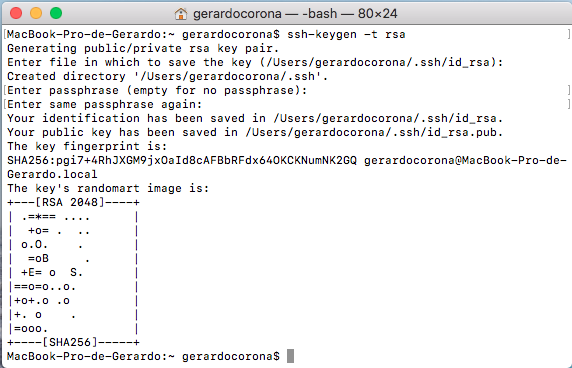 gerardocorona — -bash — 80×24
[MacBook-Pro-de-Gerardo:~ gerardocorona$ ssh-keygen -t rsa ]
Generating public/private rsa key pair.
Enter file in which to save the key (/Users/gerardocorona/.ssh/id_rsa):
Created directory '/Users/gerardocorona/.ssh'.
[Enter passphrase (empty for no passphrase): ]
[Enter same passphrase again: ]
Your identification has been saved in /Users/gerardocorona/.ssh/id_rsa.
Your public key has been saved in /Users/gerardocorona/.ssh/id_rsa.pub.
The key fingerprint is:
SHA256:pgi7+4RhJXGM9jxOaId8cAFBbRFdx64OKCKNumNK2GQ gerardocorona@MacBook-Pro-de-
Gerardo.local
The key's randomart image is:
+---[RSA 2048]----+
| .=*== ....      |
|   +o= .  ..     |
|  o.O.    .      |
|   =oB     .     |
|  +E= o  S.      |
|==o=o..o.        |
|+o+.o .o         |
|+. o    .        |
|=ooo.            |
+----[SHA256]-----+
MacBook-Pro-de-Gerardo:~ gerardocorona$